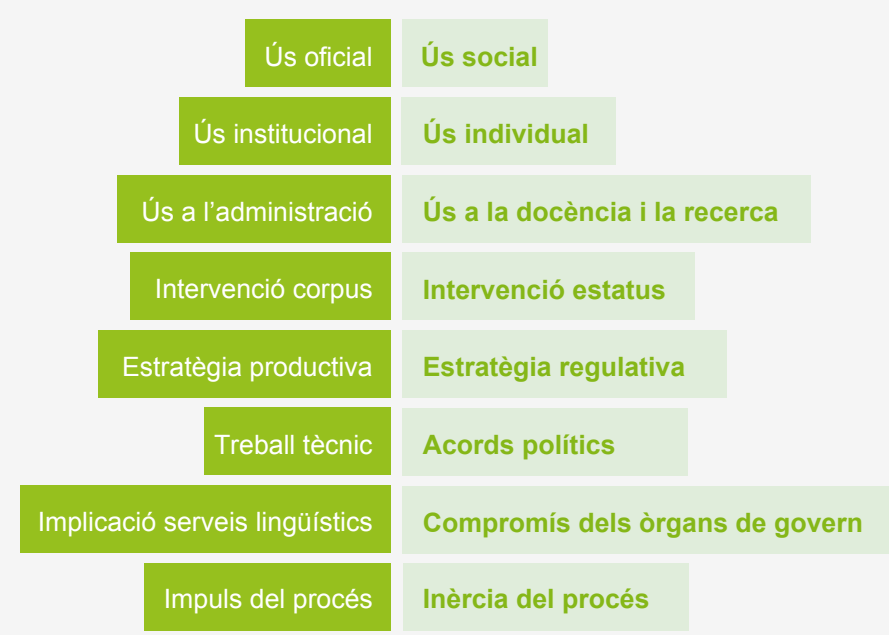 Ús oficial Ús social
Ús institucional Ús individual
Ús a l’administració Ús a la docència i la recerca
Intervenció corpus Intervenció estatus
Estratègia productiva Estratègia regulativa
Treball tècnic Acords polítics
Implicació serveis lingüístics Compromís dels òrgans de govern
Impuls del procés Inèrcia del procés